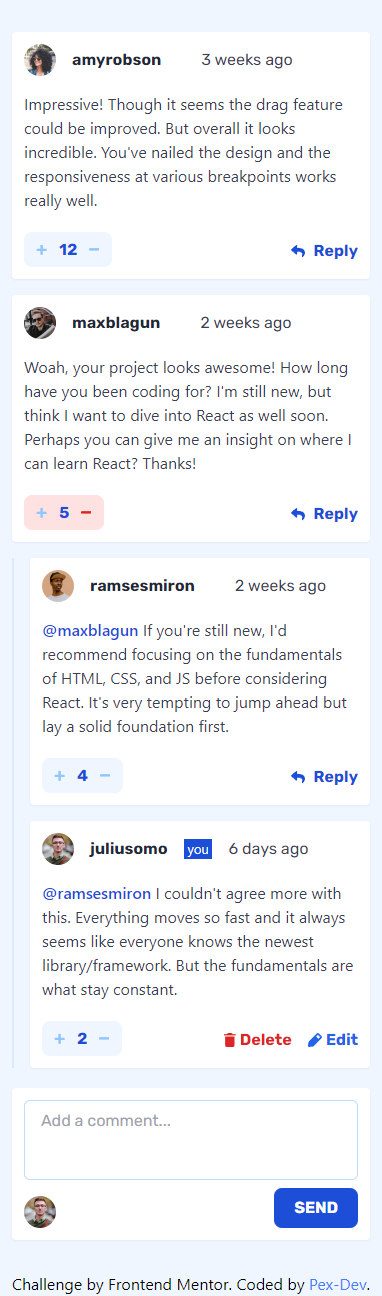 amyrobson 3 weeks ago
Impressive! Though it seems the drag feature
could be improved. But overall it looks
incredible. You've nailed the design and the
responsiveness at various breakpoints works
really well.
+ 12 − Reply
maxblagun 2 weeks ago
Woah, your project looks awesome! How long
have you been coding for? I'm still new, but
think I want to dive into React as well soon.
Perhaps you can give me an insight on where I
can learn React? Thanks!
+ 5 − Reply
ramsesmiron 2 weeks ago
@maxblagun If you're still new, I'd
recommend focusing on the fundamentals
of HTML, CSS, and JS before considering
React. It's very tempting to jump ahead but
lay a solid foundation first.
+ 4 − Reply
juliusomo you 6 days ago
@ramsesmiron I couldn't agree more with
this. Everything moves so fast and it always
seems like everyone knows the newest
library/framework. But the fundamentals are
what stay constant.
+ 2 − Delete Edit
Add a comment...
SEND
Challenge by Frontend Mentor. Coded by Pex-Dev.